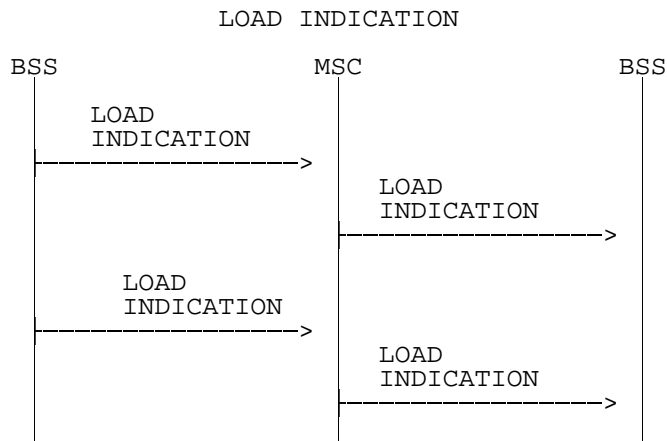 LOAD INDICATION
BSS MSC BSS
LOAD
INDICATION
LOAD
INDICATION
LOAD
INDICATION
LOAD
INDICATION